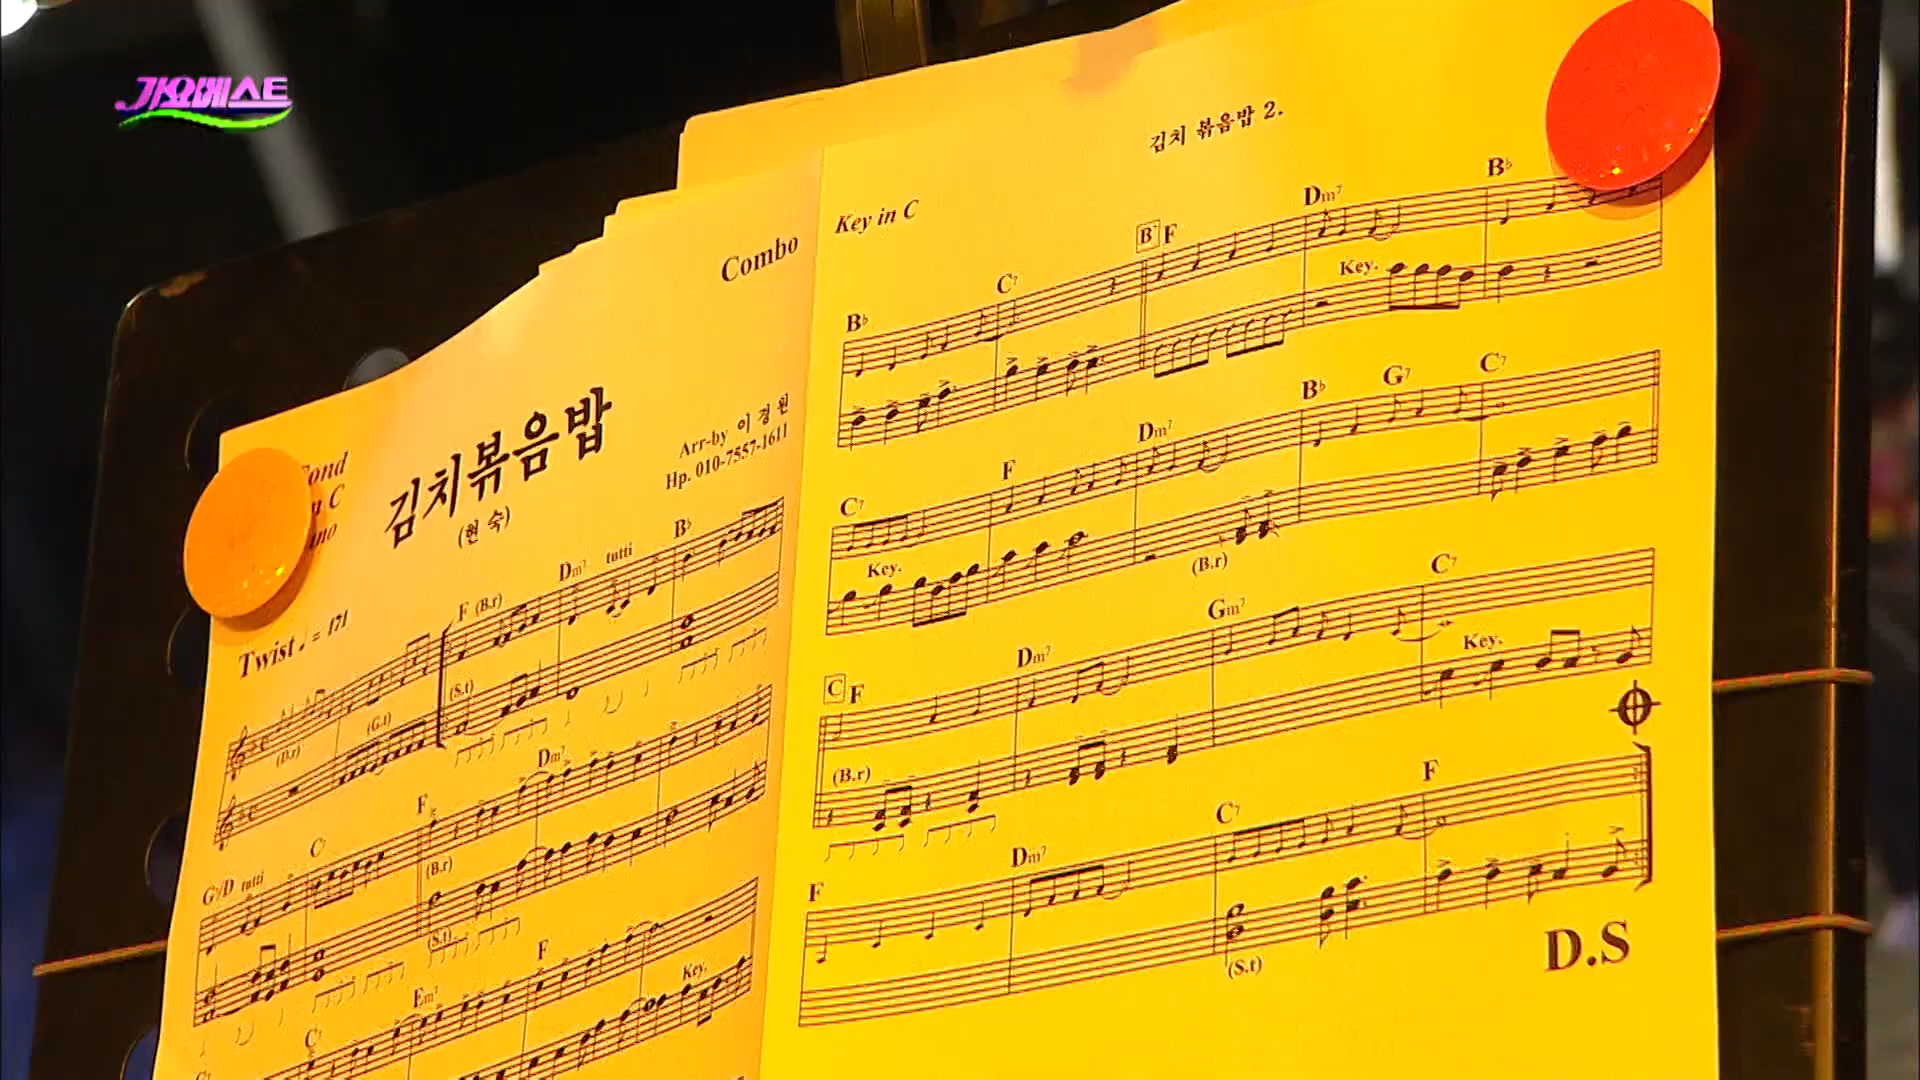 가요베스트
Combo
김치볶음밥
(현 숙)
Arr-by 이 경 원
Hp. 010-7557-1611
Twist ♩ = 171
F (B.r) Dm7 tutti B♭
(D.r) (G.t) (S.t)
G7/D tutti C7 F Dm7
(B.r)
(S.t)
C7 Em7 F
Key.
김치 볶음밥 2.
Key in C
B♭ C7 B' F Dm7 B♭
Key.
C7 F Dm7 B♭ G7 C7
Key. (B.r)
C F Dm7 Gm7 C7
(B.r) Key.
F Dm7 C7 F
(S.t)
D.S